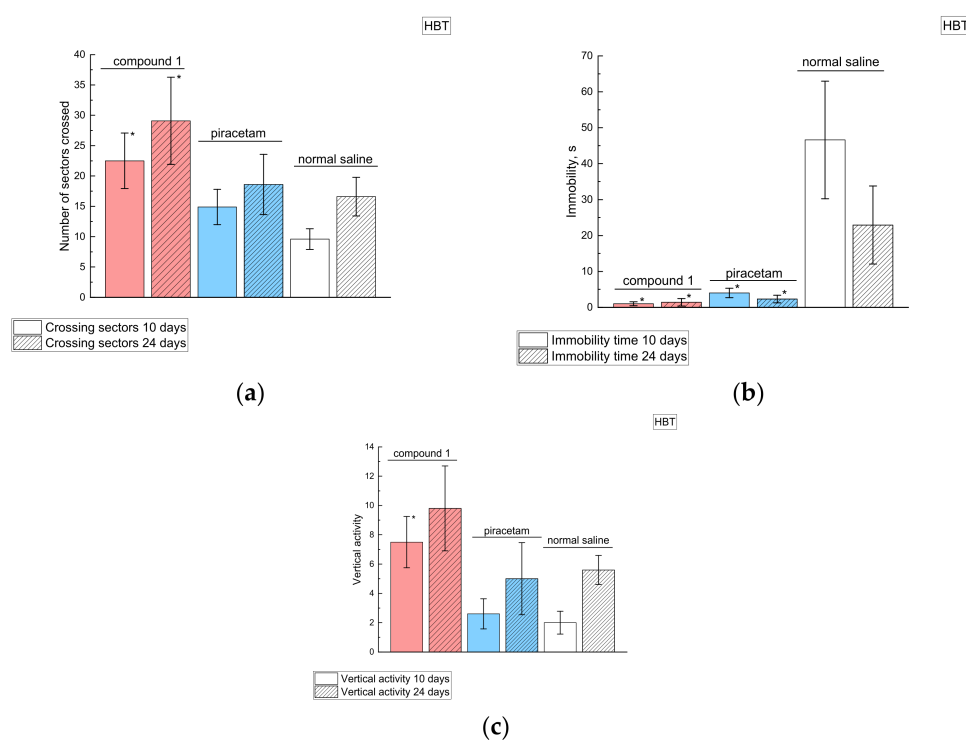 HBT
40
35
30
25
20
15
10
5
0
Number of sectors crossed
compound 1
*
*
piracetam
normal saline
Crossing sectors 10 days
Crossing sectors 24 days
(a)
HBT
70
60
50
40
30
20
10
0
Immobility, s
normal saline
compound 1
piracetam
*
*
*
*
Immobility time 10 days
Immobility time 24 days
(b)
HBT
14
12
10
8
6
4
2
2
Vertical activity
compound 1
*
piracetam
normal saline
Vertical activity 10 days
Vertical activity 24 days
(c)